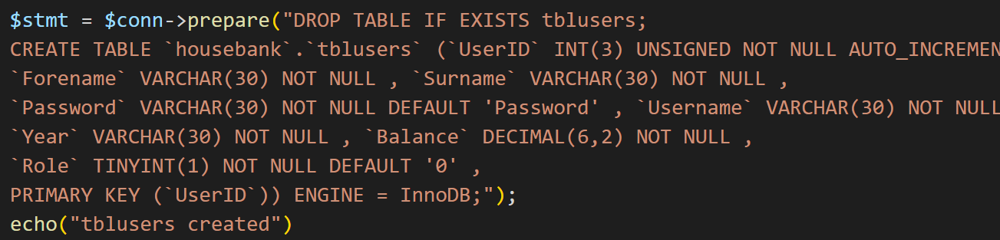 $stmt = $conn->prepare("DROP TABLE IF EXISTS tblusers;
CREATE TABLE `housebank`.`tblusers` (`UserID` INT(3) UNSIGNED NOT NULL AUTO_INCREMEN
`Forename` VARCHAR(30) NOT NULL , `Surname` VARCHAR(30) NOT NULL ,
`Password` VARCHAR(30) NOT NULL DEFAULT 'Password' , `Username` VARCHAR(30) NOT NULL
`Year` VARCHAR(30) NOT NULL , `Balance` DECIMAL(6,2) NOT NULL ,
`Role` TINYINT(1) NOT NULL DEFAULT '0' ,
PRIMARY KEY (`UserID`)) ENGINE = InnoDB;");
echo("tblusers created")